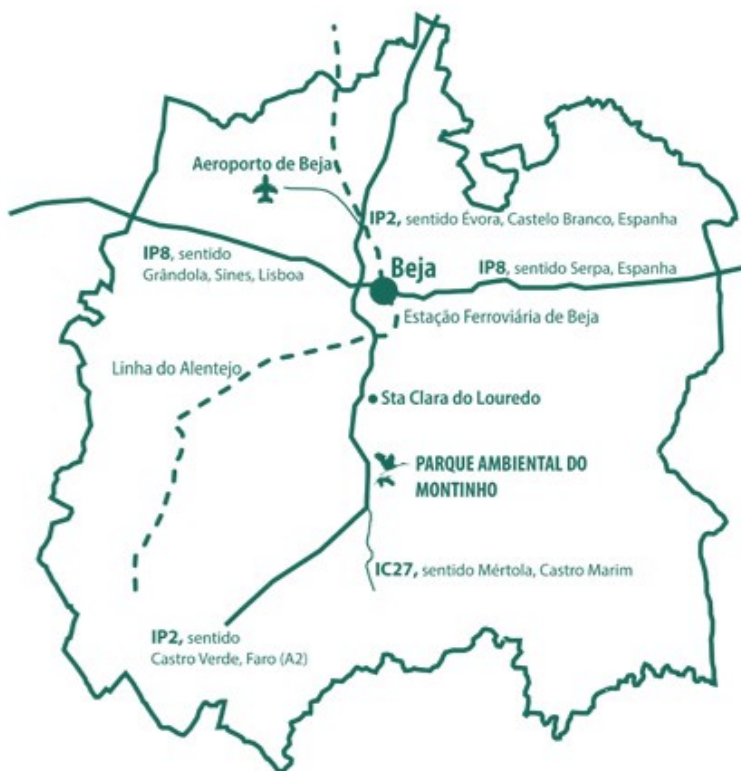 Aeroporto de Beja
IP2, sentido Évora, Castelo Branco, Espanha
IP8, sentido
Grândola, Sines, Lisboa
Beja
IP8, sentido Serpa, Espanha
Estação Ferroviária de Beja
Linha do Alentejo
Sta Clara do Louredo
PARQUE AMBIENTAL DO
MONTINHO
IC27, sentido Mértola, Castro Marim
IP2, sentido
Castro Verde, Faro (A2)